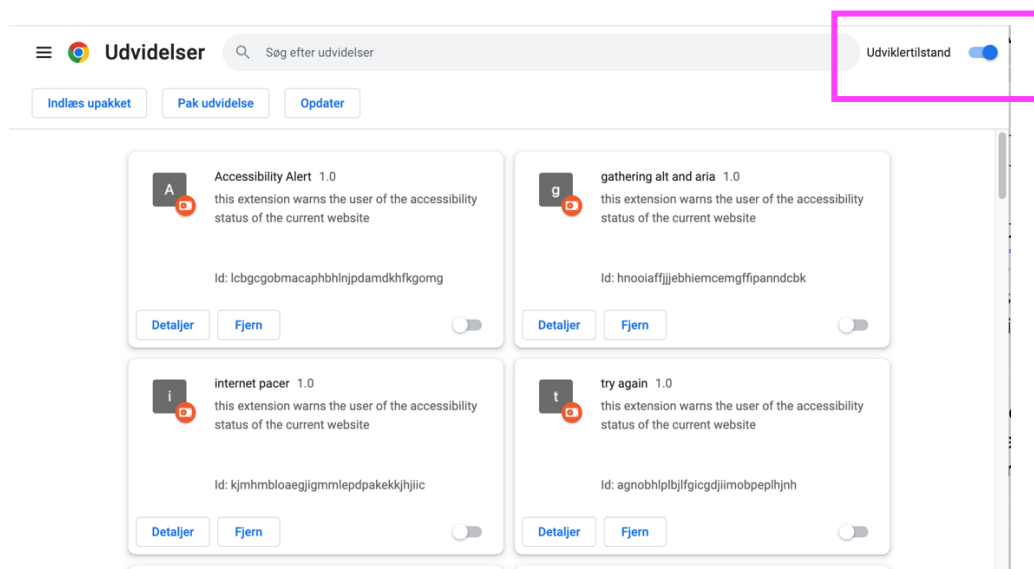 Udvidelser
Søg efter udvidelser
Udviklertilstand
Indlæs upakket
Pak udvidelse
Opdater
A
Accessibility Alert 1.0
this extension warns the user of the accessibility
status of the current website
Id: lcbgcgobmacaphbhlnjpdamdkhfkgomg
Detaljer
Fjern
g
gathering alt and aria 1.0
this extension warns the user of the accessibility
status of the current website
Id: hnooiaffjjjebhiemcemgffipanndcbk
Detaljer
Fjern
i
internet pacer 1.0
this extension warns the user of the accessibility
status of the current website
Id: kjmhmbloaegjigmmlepdpakekkjhjiic
Detaljer
Fjern
t
try again 1.0
this extension warns the user of the accessibility
status of the current website
Id: agnobhlplbjlfgicgdjiimobpeplhjnh
Detaljer
Fjern